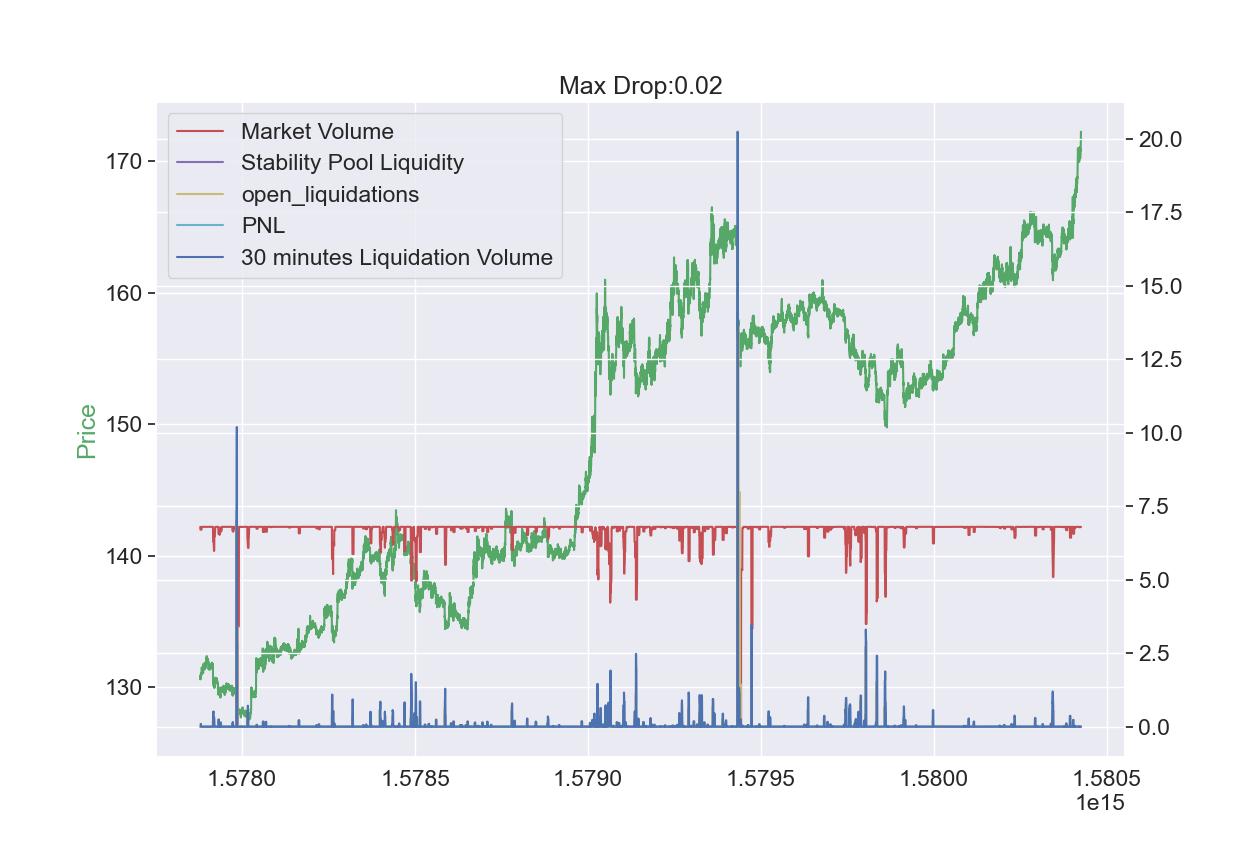 Max Drop:0.02
Market Volume
Stability Pool Liquidity
open_liquidations
PNL
30 minutes Liquidation Volume
Price
170
160
150
140
130
20.0
17.5
15.0
12.5
10.0
7.5
5.0
2.5
0.0
1.5780 1.5785 1.5790 1.5795 1.5800 1.5805
1e15